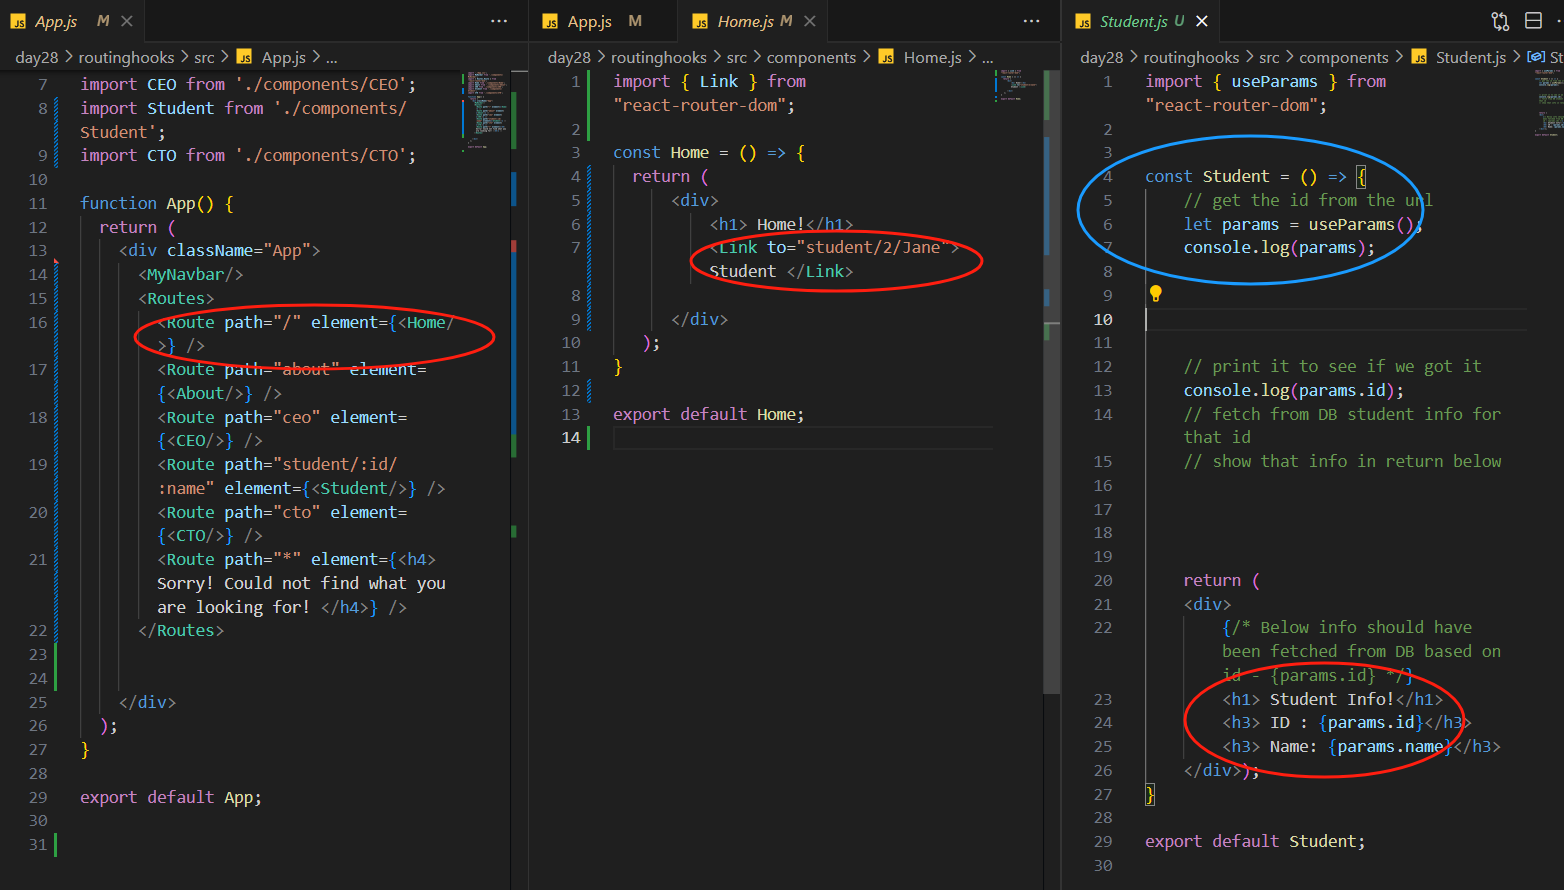 JS App.js M
day28 > routinghooks > src > JS App.js > ...
7 import CEO from './components/CEO';
8 import Student from './components/
Student';
9 import CTO from './components/CTO';
10
11 function App() {
12 return (
13 <div className="App">
14 <MyNavbar/>
15 <Routes>
16 <Route path="/" element={<Home/
>} />
17 <Route path="about" element=
{<About/>} />
18 <Route path="ceo" element=
{<CEO/>} />
19 <Route path="student/:id/
:name" element={<Student/>} />
20 <Route path="cto" element=
{<CTO/>} />
21 <Route path="*" element={<h4>
Sorry! Could not find what you
are looking for! </h4>} />
22 </Routes>
23
24
25 </div>
26 );
27 }
28
29 export default App;
30
31
JS App.js M JS Home.js M
day28 > routinghooks > src > components > JS Home.js > ...
1 import { Link } from
"react-router-dom";
2
3 const Home = () => {
4 return (
5 <div>
6 <h1> Home!</h1>
7 <Link to="student/2/Jane">
Student </Link>
8
9 </div>
10 );
11 }
12
13 export default Home;
14
JS Student.js U
day28 > routinghooks > src > components > JS Student.js > St
1 import { useParams } from
"react-router-dom";
2
3
4 const Student = () => {
5 // get the id from the url
6 let params = useParams();
7 console.log(params);
8
9
10
11
12 // print it to see if we got it
13 console.log(params.id);
14 // fetch from DB student info for
that id
15 // show that info in return below
16
17
18
19
20 return (
21 <div>
22 {/* Below info should have
been fetched from DB based on
id - {params.id} */}
23 <h1> Student Info!</h1>
24 <h3> ID : {params.id}</h3>
25 <h3> Name: {params.name}</h3>
26 </div>);
27 }
28
29 export default Student;
30